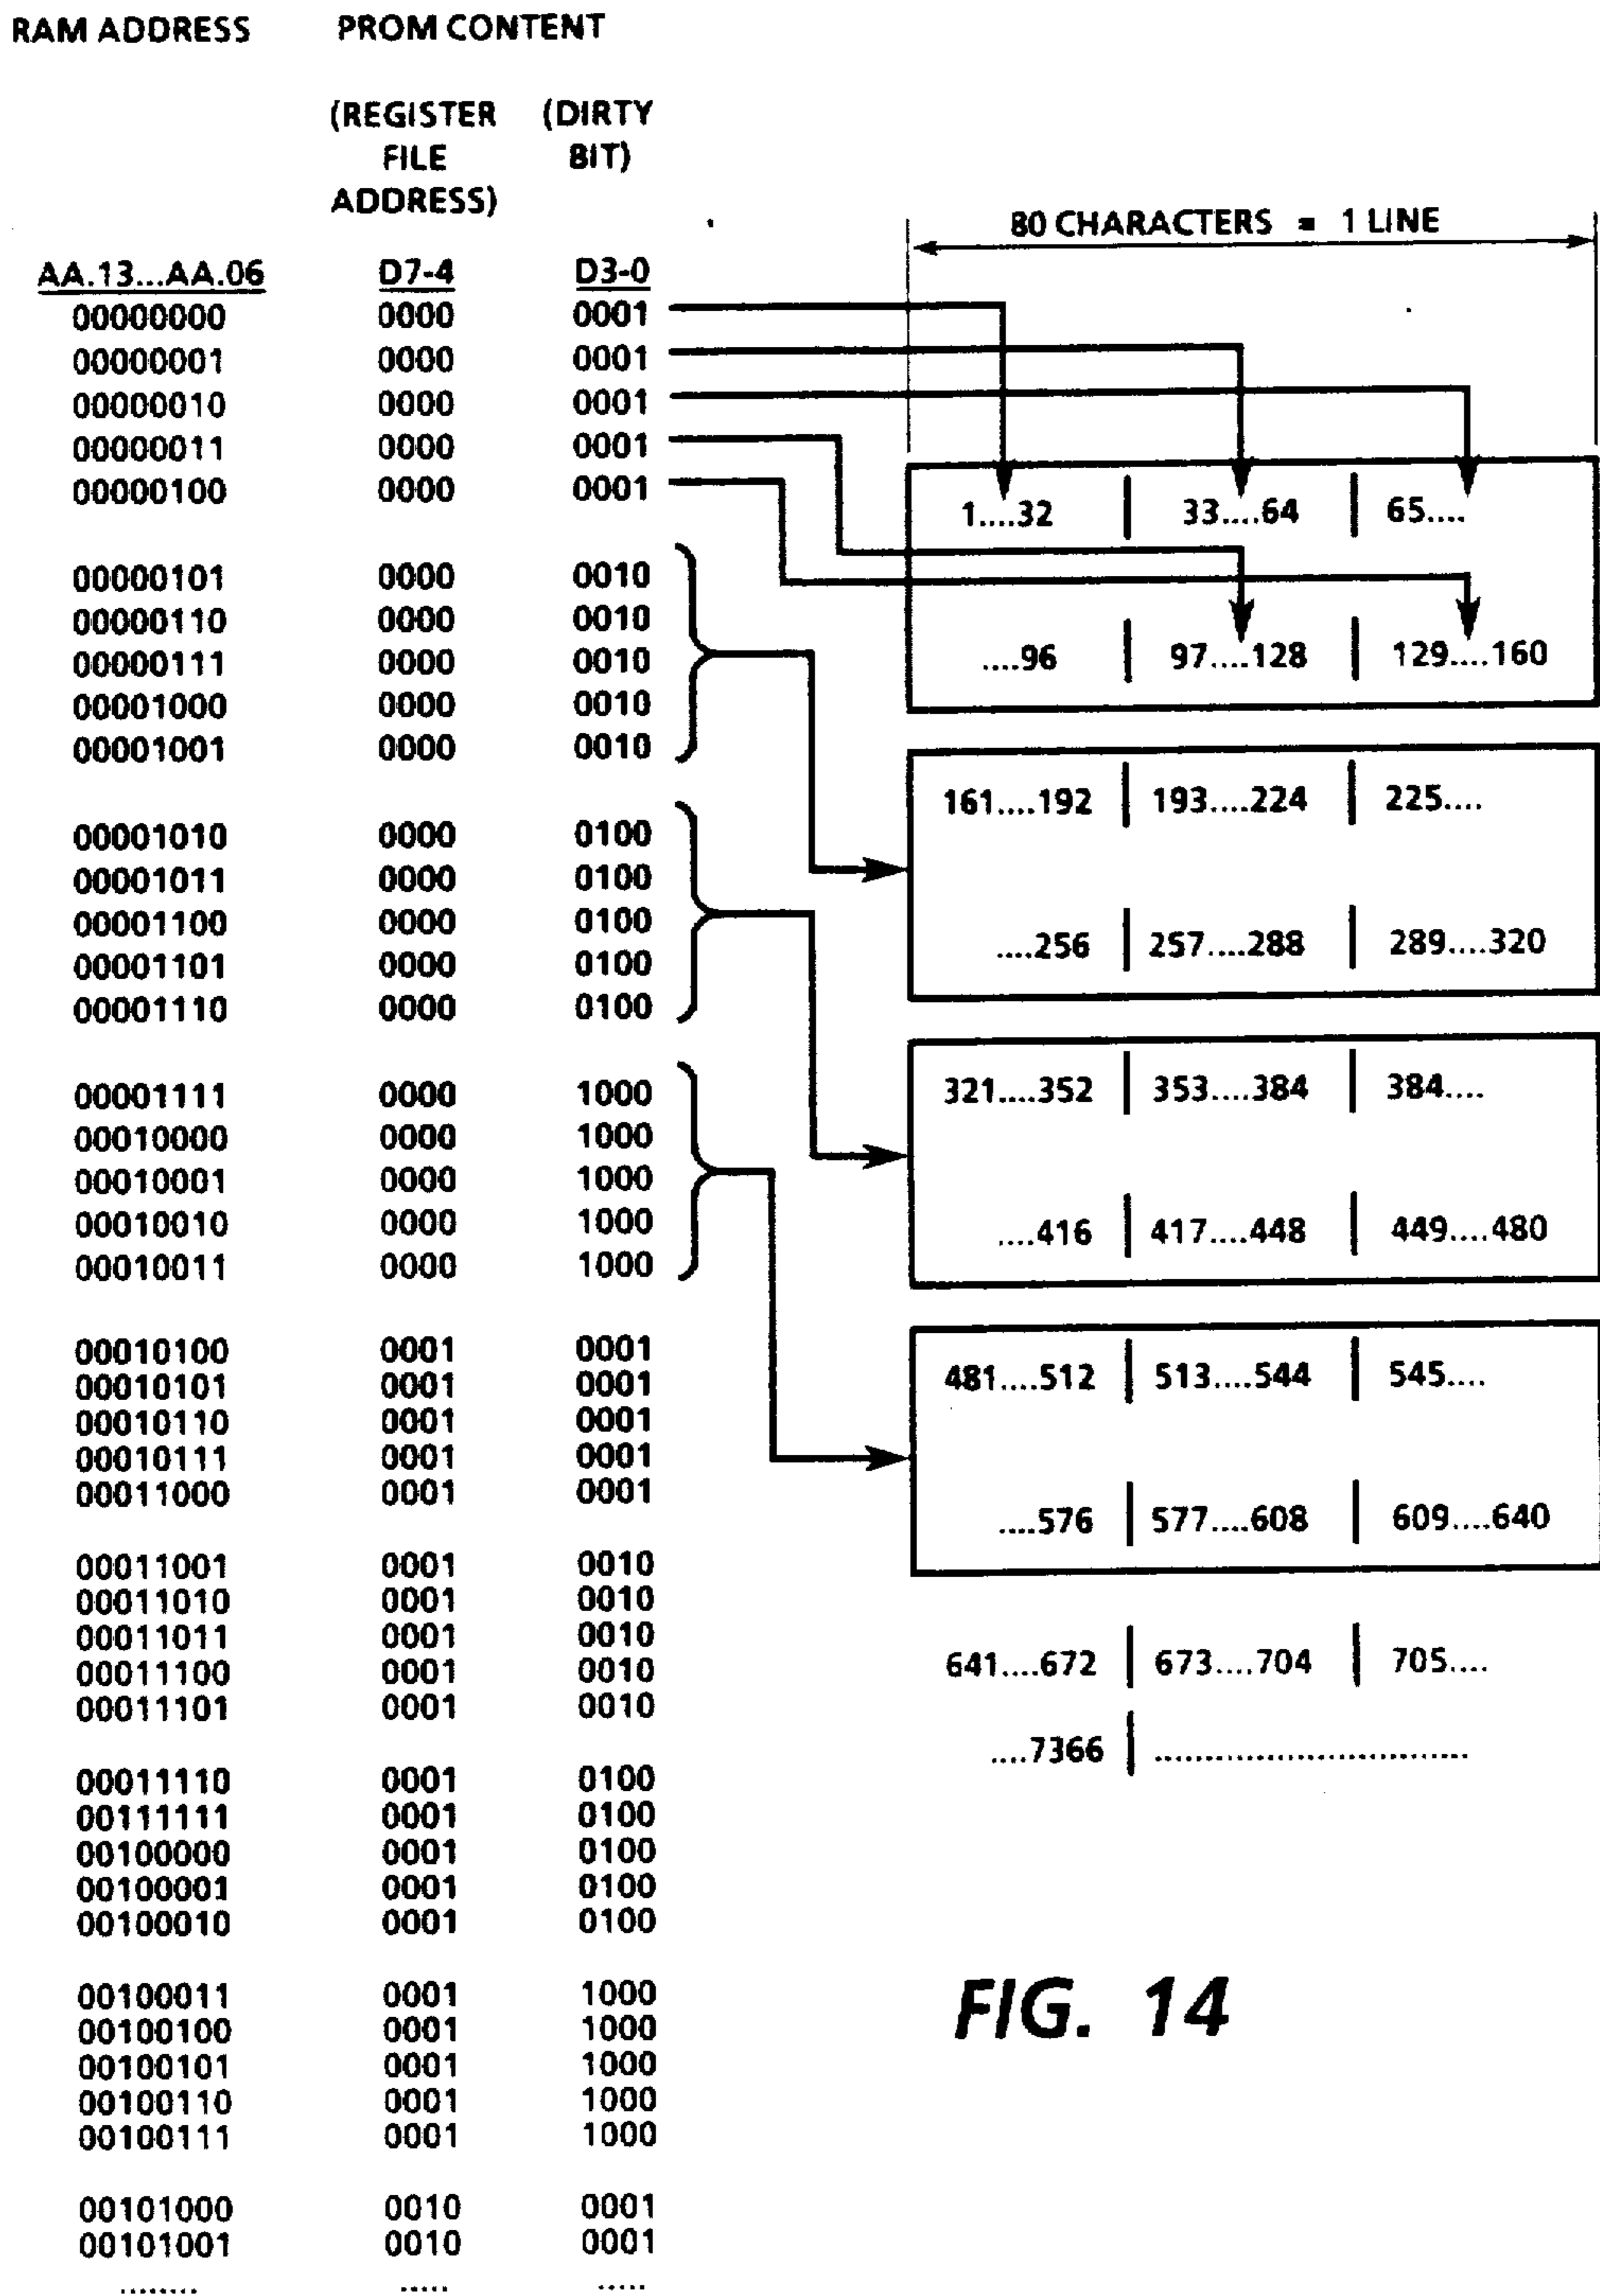 RAM ADDRESS PROM CONTENT
(REGISTER (DIRTY
FILE BIT)
ADDRESS)
80 CHARACTERS = 1 LINE
AA.13...AA.06 D7-4 D3-0
00000000 0000 0001
00000001 0000 0001
00000010 0000 0001
00000011 0000 0001
00000100 0000 0001
1....32 | 33....64 | 65....
00000101 0000 0010
00000110 0000 0010
00000111 0000 0010
....96 | 97....128 | 129....160
00001000 0000 0010
00001001 0000 0010
161....192 | 193....224 | 225....
00001010 0000 0100
00001011 0000 0100
00001100 0000 0100
....256 | 257....288 | 289....320
00001101 0000 0100
00001110 0000 0100
00001111 0000 1000
321....352 | 353....384 | 384....
00010000 0000 1000
00010001 0000 1000
00010010 0000 1000
....416 | 417....448 | 449....480
00010011 0000 1000
00010100 0001 0001
00010101 0001 0001
481....512 | 513....544 | 545....
00010110 0001 0001
00010111 0001 0001
00011000 0001 0001
....576 | 577....608 | 609....640
00011001 0001 0010
00011010 0001 0010
00011011 0001 0010
00011100 0001 0010
641....672 | 673....704 | 705....
00011101 0001 0010
....7366 | ..............................
00011110 0001 0100
00111111 0001 0100
00100000 0001 0100
00100001 0001 0100
00100010 0001 0100
00100011 0001 1000
00100100 0001 1000
00100101 0001 1000
00100110 0001 1000
00100111 0001 1000
FIG. 14
00101000 0010 0001
00101001 0010 0001
........ ..... .....